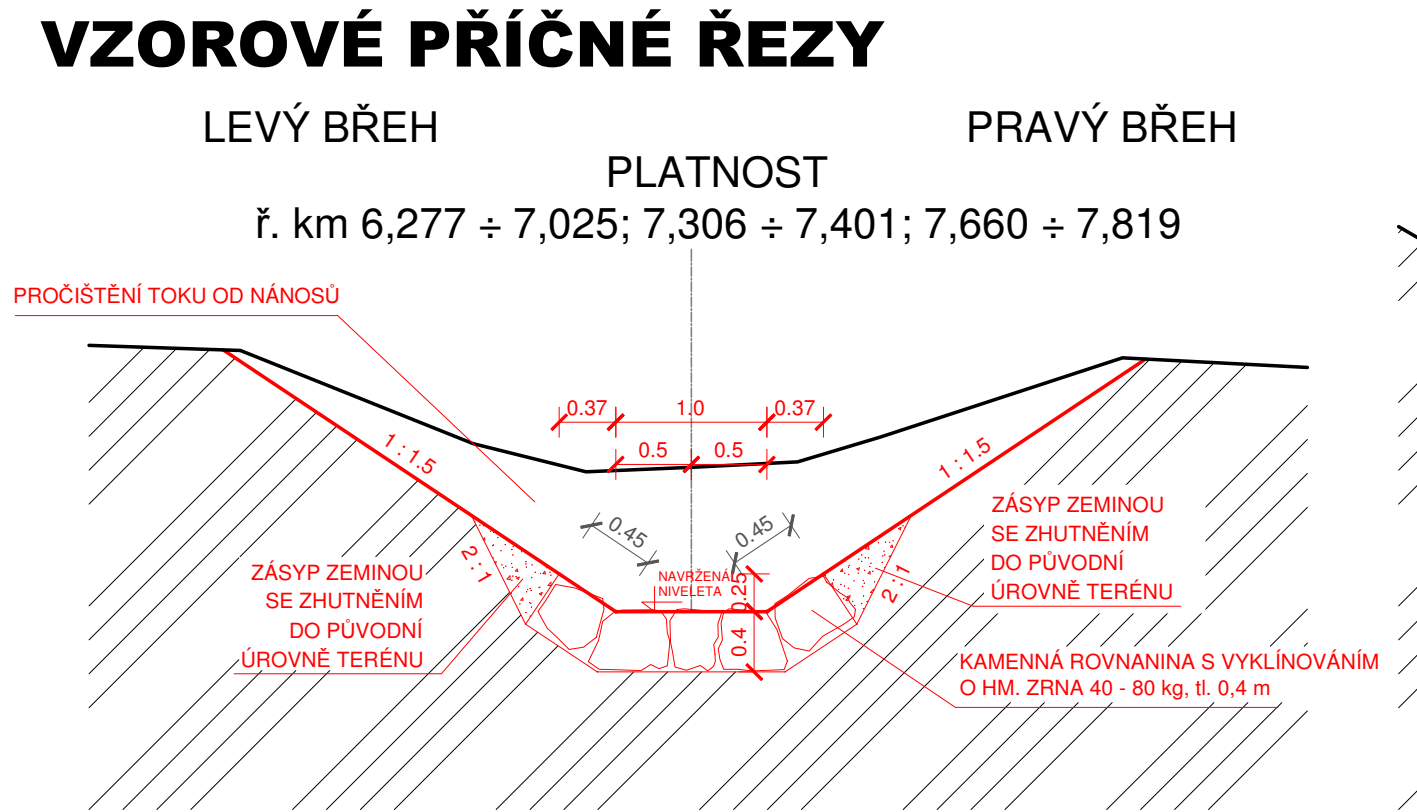 VZOROVÉ PŘÍČNÉ ŘEZY
LEVÝ BŘEH
PRAVÝ BŘEH
PLATNOST
ř. km 6,277 ÷ 7,025; 7,306 ÷ 7,401; 7,660 ÷ 7,819
PROČIŠTĚNÍ TOKU OD NÁNOSŮ
0.37
1.0
0.37
0.5
0.5
1 : 1.5
1 : 1.5
0.45
0.45
2 : 1
2 : 1
ZÁSYP ZEMINOU
SE ZHUTNĚNÍM
DO PŮVODNÍ
ÚROVNĚ TERÉNU
NAVRŽENÁ
NIVELETA
0.25
0.4
ZÁSYP ZEMINOU
SE ZHUTNĚNÍM
DO PŮVODNÍ
ÚROVNĚ TERÉNU
KAMENNÁ ROVNANINA S VYKLÍNOVÁNÍM
O HM. ZRNA 40 - 80 kg, tl. 0,4 m